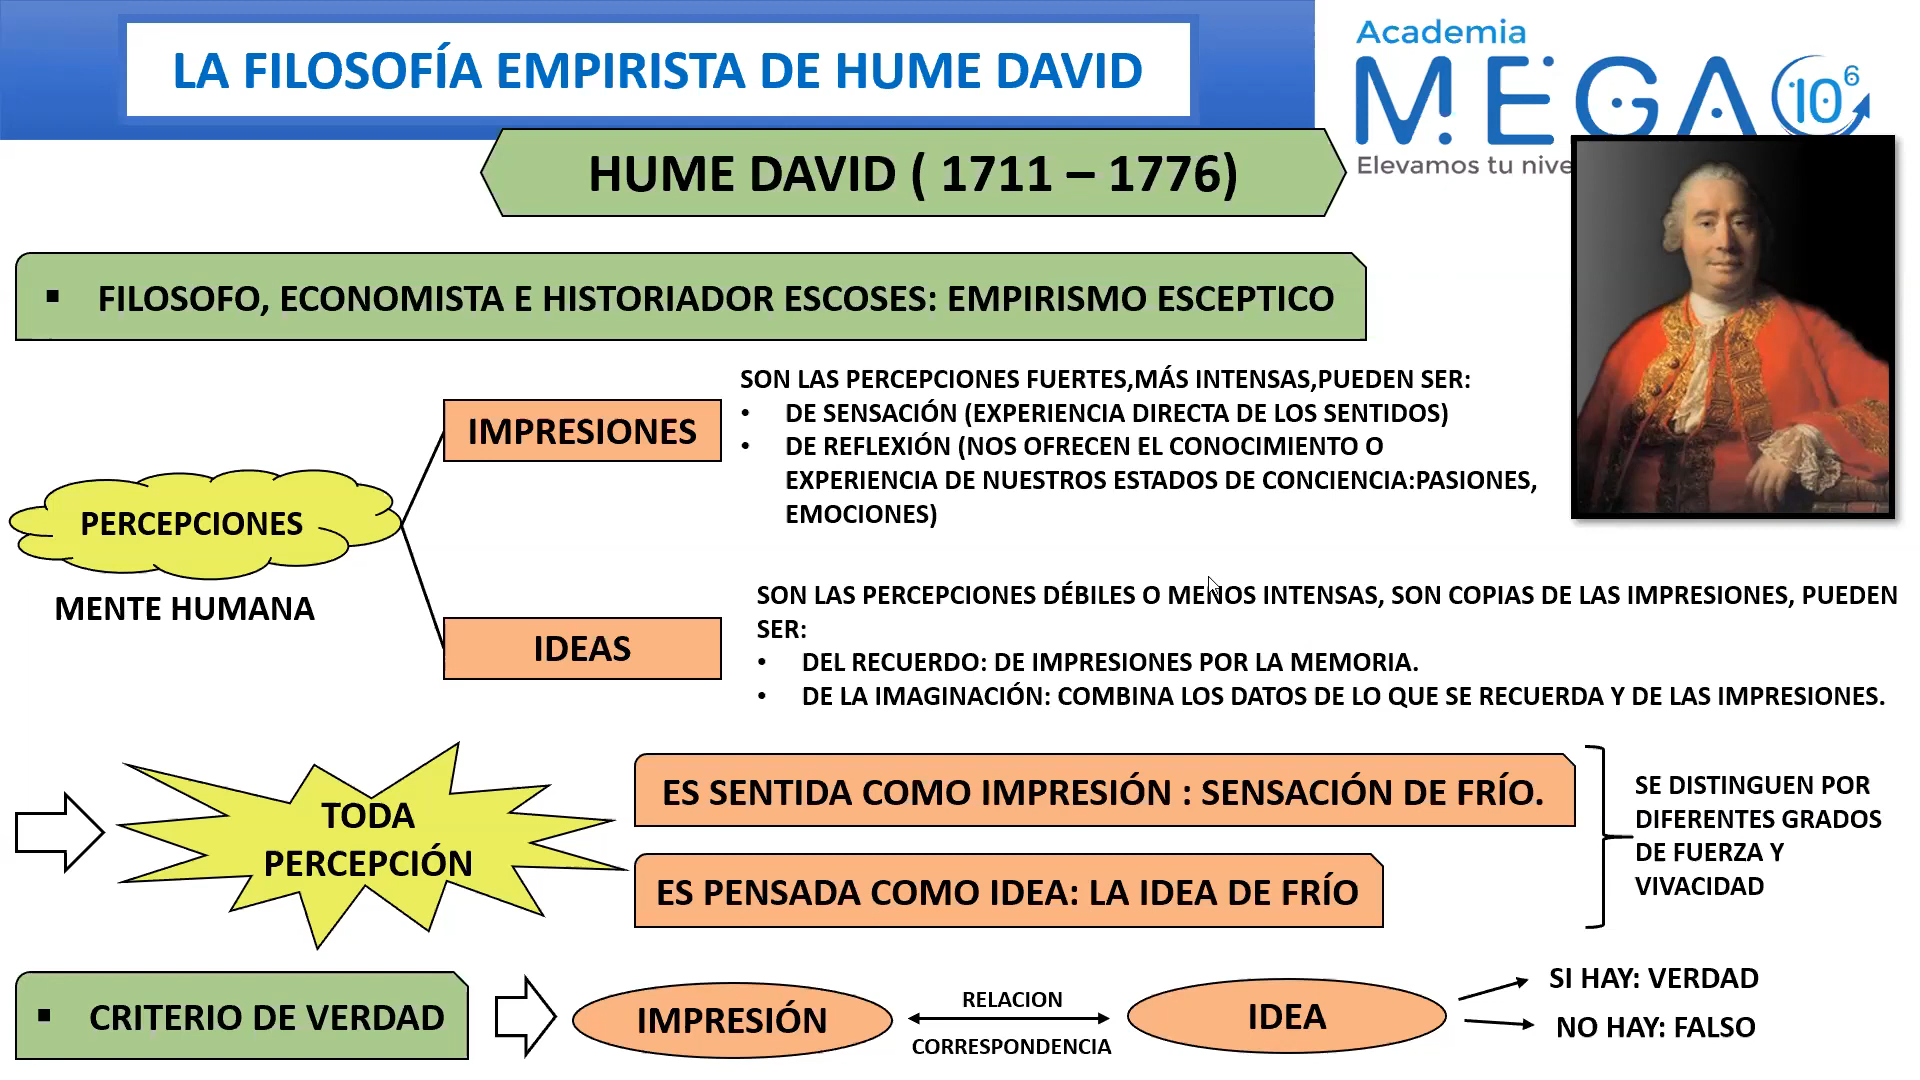 LA FILOSOFÍA EMPIRISTA DE HUME DAVID
Academia
MEGA 10⁶
Elevamos tu nive
HUME DAVID ( 1711 – 1776)
▪ FILOSOFO, ECONOMISTA E HISTORIADOR ESCOSES: EMPIRISMO ESCEPTICO
PERCEPCIONES
MENTE HUMANA
IMPRESIONES
SON LAS PERCEPCIONES FUERTES,MÁS INTENSAS,PUEDEN SER:
• DE SENSACIÓN (EXPERIENCIA DIRECTA DE LOS SENTIDOS)
• DE REFLEXIÓN (NOS OFRECEN EL CONOCIMIENTO O
EXPERIENCIA DE NUESTROS ESTADOS DE CONCIENCIA:PASIONES,
EMOCIONES)
IDEAS
SON LAS PERCEPCIONES DÉBILES O MENOS INTENSAS, SON COPIAS DE LAS IMPRESIONES, PUEDEN
SER:
• DEL RECUERDO: DE IMPRESIONES POR LA MEMORIA.
• DE LA IMAGINACIÓN: COMBINA LOS DATOS DE LO QUE SE RECUERDA Y DE LAS IMPRESIONES.
TODA
PERCEPCIÓN
ES SENTIDA COMO IMPRESIÓN : SENSACIÓN DE FRÍO.
ES PENSADA COMO IDEA: LA IDEA DE FRÍO
SE DISTINGUEN POR
DIFERENTES GRADOS
DE FUERZA Y
VIVACIDAD
▪ CRITERIO DE VERDAD
IMPRESIÓN
RELACION
CORRESPONDENCIA
IDEA
SI HAY: VERDAD
NO HAY: FALSO